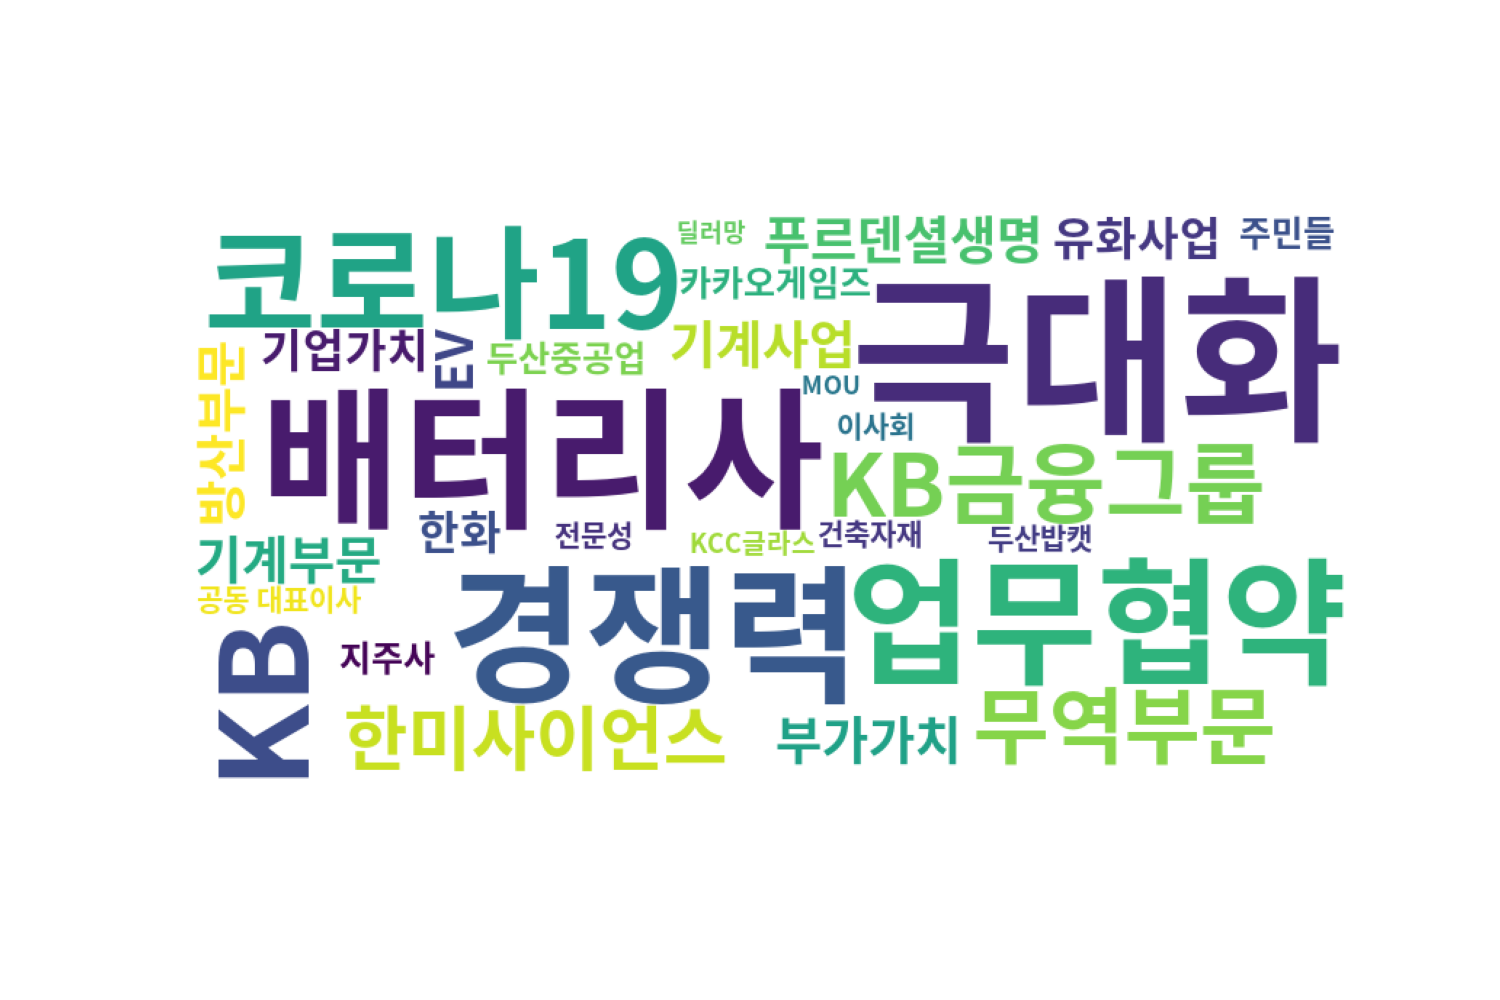 코로나19
딜러망
푸르덴셜생명
유화사업
주민들
카카오게임즈
극대화
기업가치
EV
두산중공업
기계사업
방산부문
배터리사
MOU
이사회
KB금융그룹
한화
전문성
KCC글라스
건축자재
두산밥캣
기계부문
공동 대표이사
경쟁력
업무협약
KB
지주사
한미사이언스
부가가치
무역부문